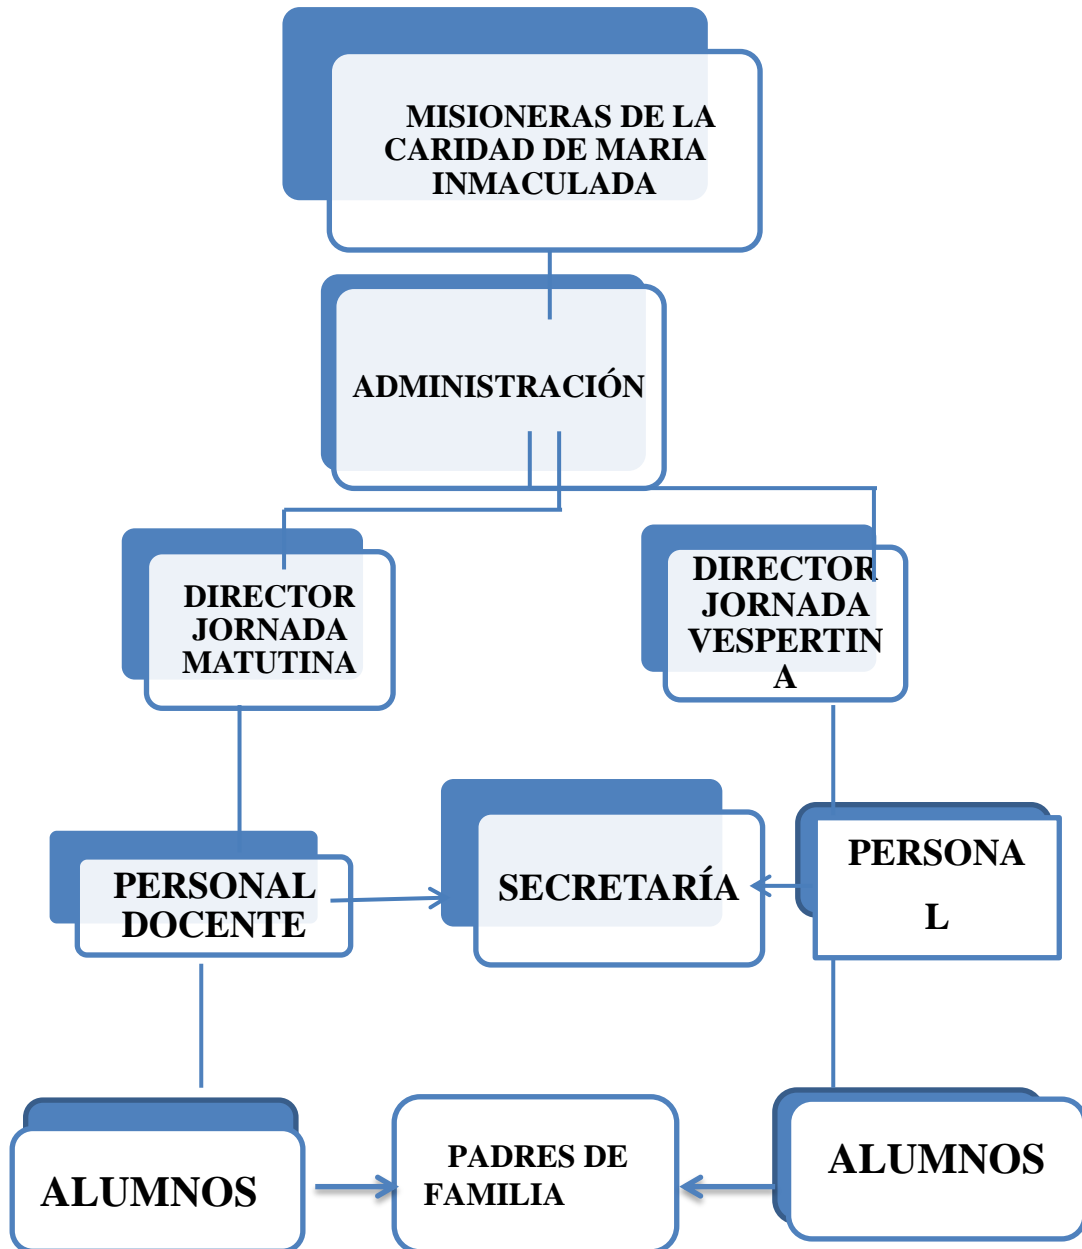 MISIONERAS DE LA
CARIDAD DE MARIA
INMACULADA
ADMINISTRACIÓN
DIRECTOR
JORNADA
MATUTINA
DIRECTOR
JORNADA
VESPERTIN
A
PERSONAL
DOCENTE
SECRETARÍA
PERSONA
L
ALUMNOS
PADRES DE
FAMILIA
ALUMNOS